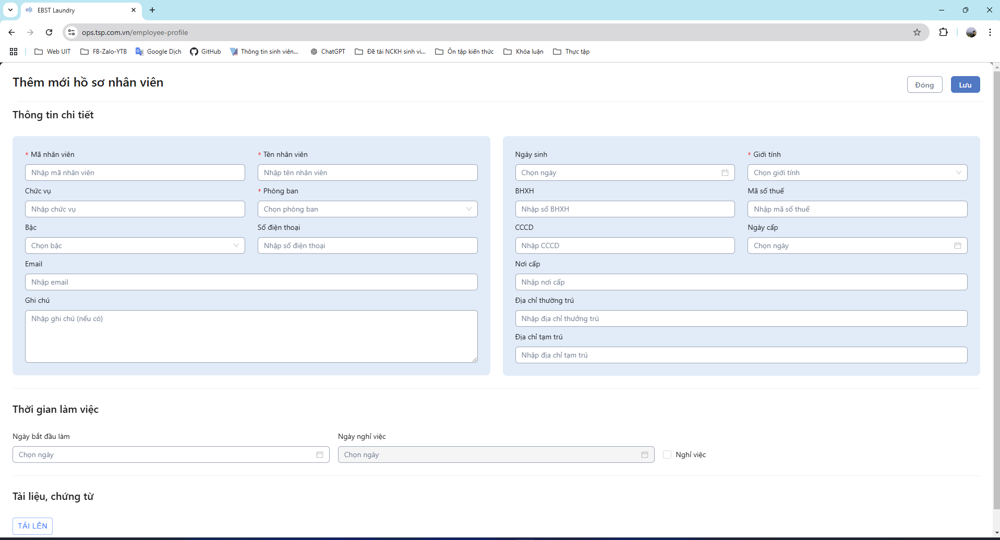 EBST Laundry
ops.tsp.com.vn/employee-profile
Web UIT FB-Zalo-YTB Google Dịch GitHub Thông tin sinh viên... ChatGPT Đề tài NCKH sinh vi... Ôn tập kiến thức Khóa luận Thực tập
Thêm mới hồ sơ nhân viên
Đóng Lưu
Thông tin chi tiết
* Mã nhân viên * Tên nhân viên
Nhập mã nhân viên Nhập tên nhân viên
Chức vụ * Phòng ban
Nhập chức vụ Chọn phòng ban
Bậc Số điện thoại
Chọn bậc Nhập số điện thoại
Email
Nhập email
Ghi chú
Nhập ghi chú (nếu có)
Ngày sinh * Giới tính
Chọn ngày Chọn giới tính
BHXH Mã số thuế
Nhập số BHXH Nhập mã số thuế
CCCD Ngày cấp
Nhập CCCD Chọn ngày
Nơi cấp
Nhập nơi cấp
Địa chỉ thường trú
Nhập địa chỉ thưởng trú
Địa chỉ tạm trú
Nhập địa chỉ tạm trú
Thời gian làm việc
Ngày bắt đầu làm Ngày nghỉ việc
Chọn ngày Chọn ngày Nghỉ việc
Tài liệu, chứng từ
TẢI LÊN